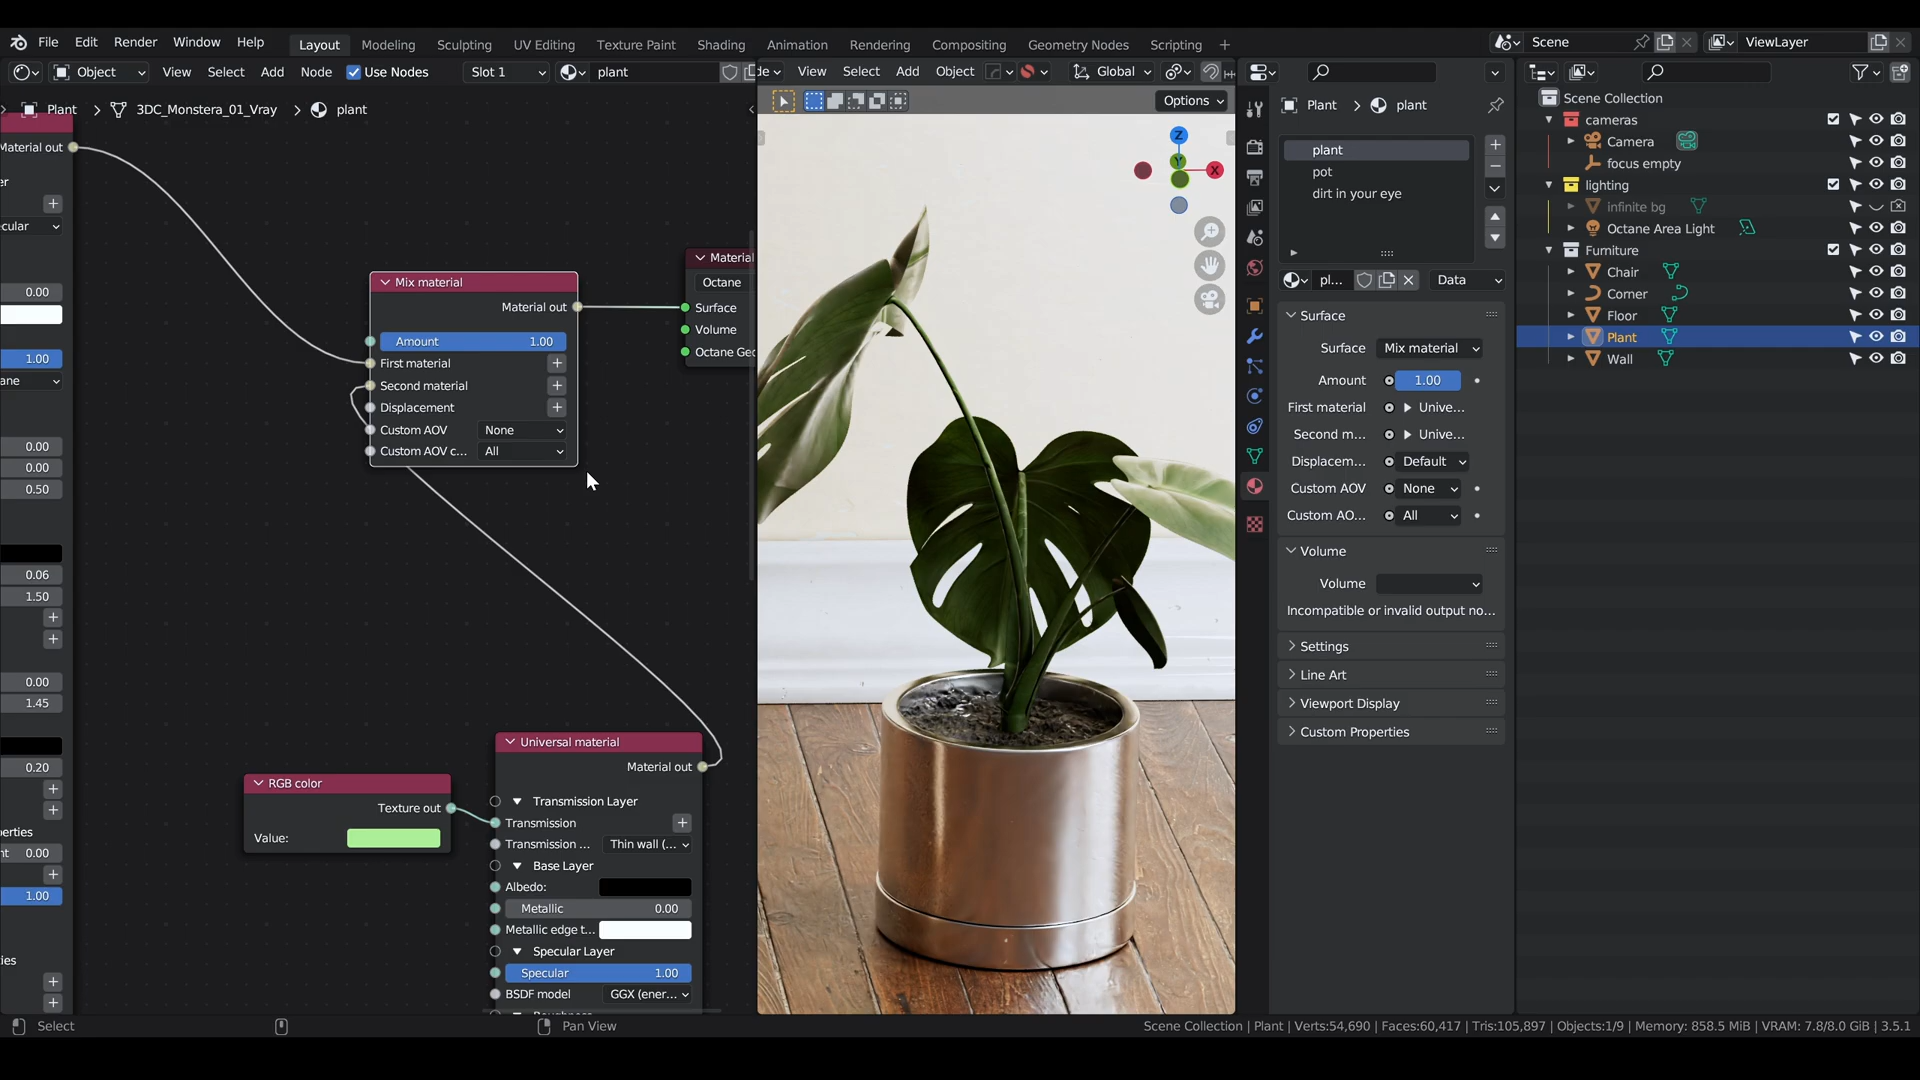 File Edit Render Window Help Layout Modeling Sculpting UV Editing Texture Paint Shading Animation Rendering Compositing Geometry Nodes Scripting + Scene ViewLayer
Object View Select Add Node Use Nodes Slot 1 plant
de View Select Add Object Global
Options
Plant > 3DC_Monstera_01_Vray > plant
Material out
er
cular
0.00
1.00
ane
0.00
0.00
0.50
0.06
1.50
0.00
1.45
0.20
perties
nt 0.00
1.00
ies
Mix material
Material out
Amount 1.00
First material
Second material
Displacement
Custom AOV None
Custom AOV c... All
Material
Octane
Surface
Volume
Octane Geo
RGB color
Texture out
Value:
Universal material
Material out
Transmission Layer
Transmission
Transmission ... Thin wall (...
Base Layer
Albedo:
Metallic 0.00
Metallic edge t...
Specular Layer
Specular 1.00
BSDF model GGX (ener...
Z
Y
X
Plant > plant
plant
pot
dirt in your eye
pl... Data
Surface
Surface Mix material
Amount 1.00
First material Unive...
Second m... Unive...
Displacem... Default
Custom AOV None
Custom AO... All
Volume
Volume
Incompatible or invalid output no...
Settings
Line Art
Viewport Display
Custom Properties
Scene Collection
cameras
Camera
focus empty
lighting
infinite bg
Octane Area Light
Furniture
Chair
Corner
Floor
Plant
Wall
Select Pan View Scene Collection | Plant | Verts:54,690 | Faces:60,417 | Tris:105,897 | Objects:1/9 | Memory: 858.5 MiB | VRAM: 7.8/8.0 GiB | 3.5.1